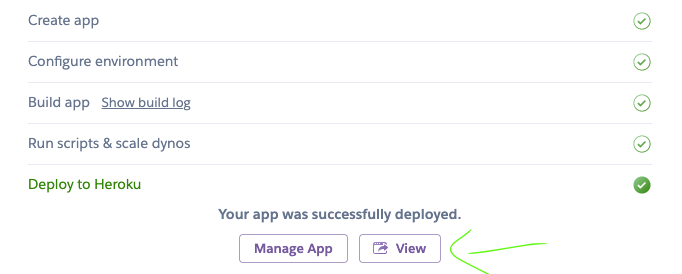 Create app
Configure environment
Build app Show build log
Run scripts & scale dynos
Deploy to Heroku
Your app was successfully deployed.
Manage App View